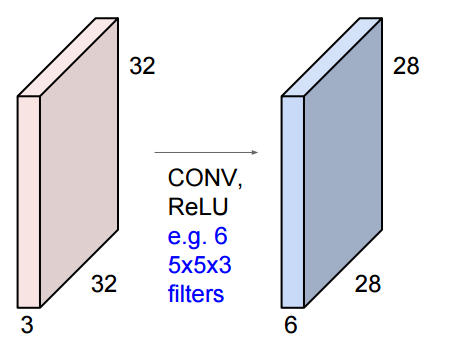 32
32
3
CONV,
ReLU
e.g. 6
5x5x3
filters
28
28
6